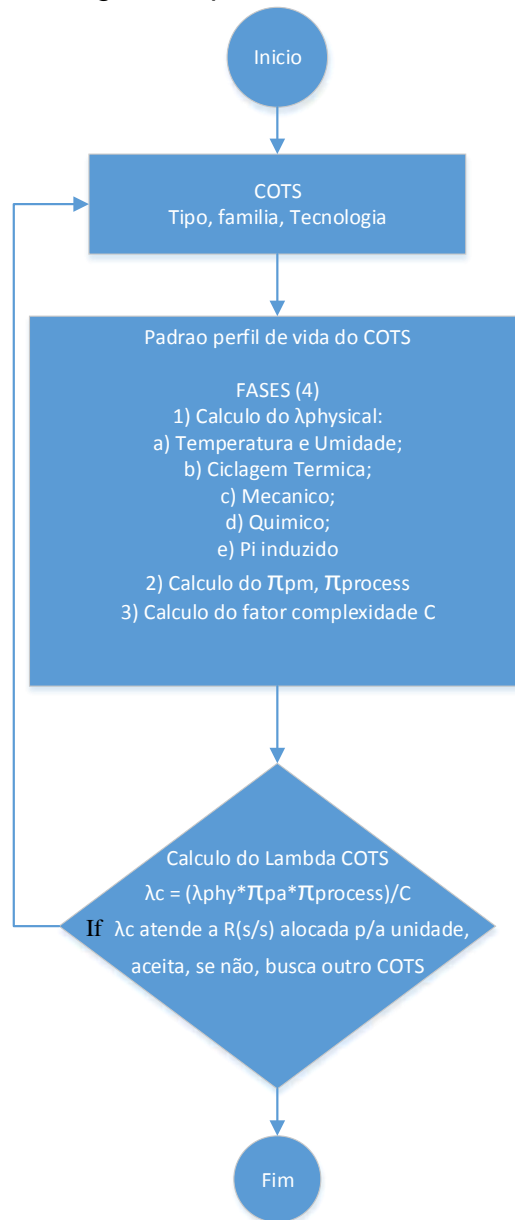 Inicio
COTS
Tipo, familia, Tecnologia
Padrao perfil de vida do COTS
FASES (4)
1) Calculo do λphysical:
a) Temperatura e Umidade;
b) Ciclagem Termica;
c) Mecanico;
d) Quimico;
e) Pi induzido
2) Calculo do πpm, πprocess
3) Calculo do fator complexidade C
Calculo do Lambda COTS
λc = (λphy*πpa*πprocess)/C
If λc atende a R(s/s) alocada p/a unidade,
aceita, se não, busca outro COTS
Fim